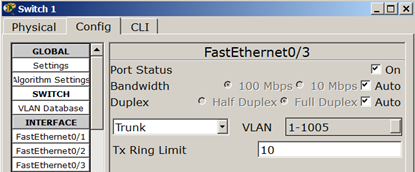 Switch 1
Physical Config CLI
GLOBAL
Settings
Algorithm Settings
SWITCH
VLAN Database
INTERFACE
FastEthernet0/1
FastEthernet0/2
FastEthernet0/3
FastEthernet0/3
Port Status On
Bandwidth 100 Mbps 10 Mbps Auto
Duplex Half Duplex Full Duplex Auto
Trunk VLAN 1-1005
Tx Ring Limit 10